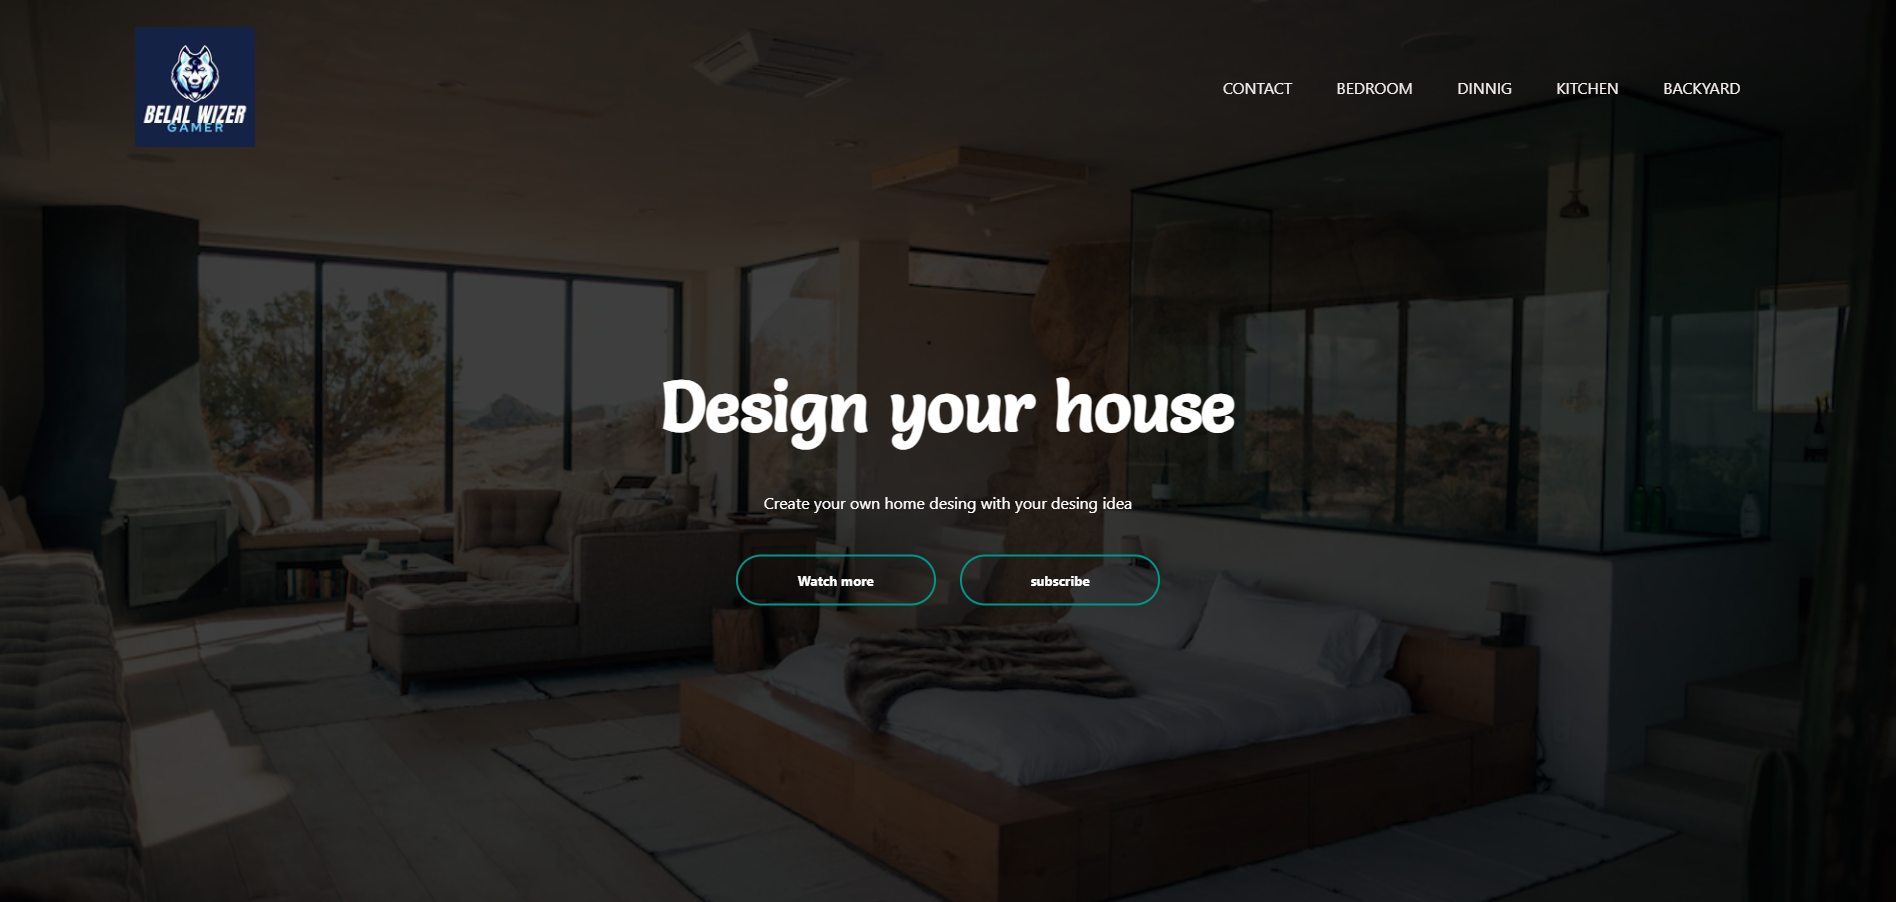 BELAL WIZER
GAMER
CONTACT BEDROOM DINNIG KITCHEN BACKYARD
Design your house
Create your own home desing with your desing idea
Watch more subscribe